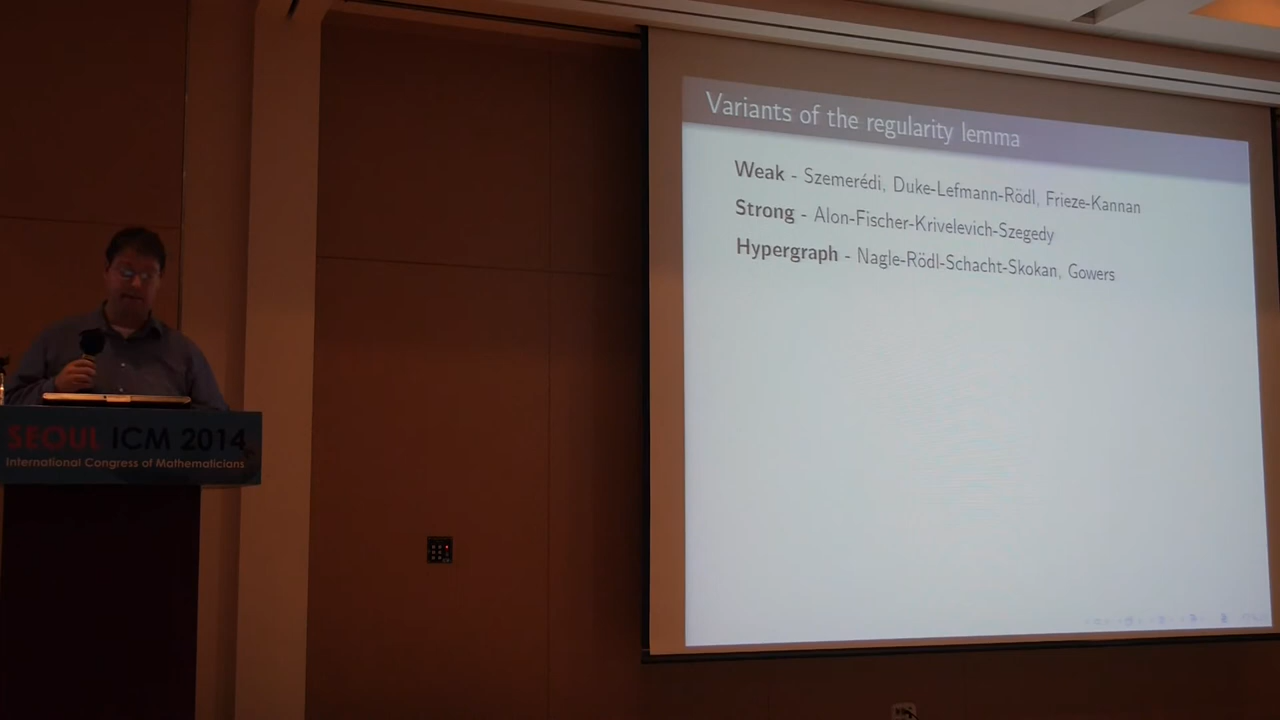 Variants of the regularity lemma
Weak - Szemerédi, Duke-Lefmann-Rödl, Frieze-Kannan
Strong - Alon-Fischer-Krivelevich-Szegedy
Hypergraph - Nagle-Rödl-Schacht-Skokan, Gowers
SEOUL ICM 2014
International Congress of Mathematicians